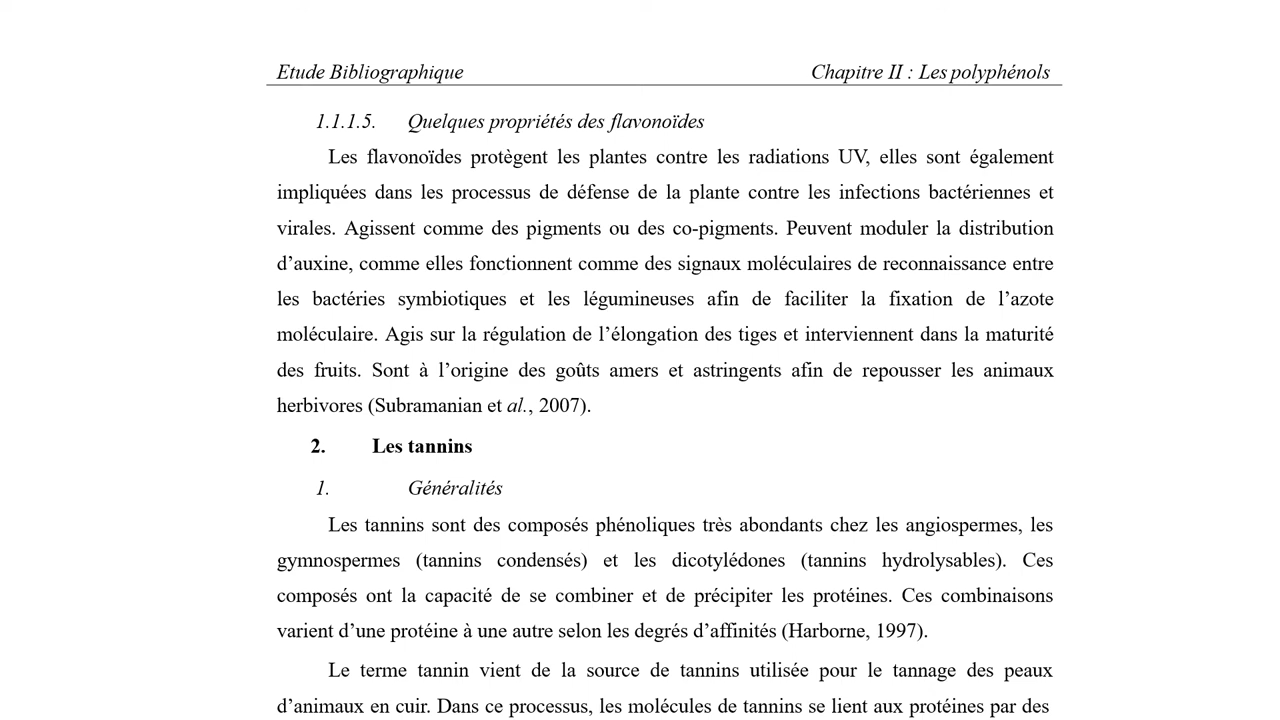 Etude Bibliographique Chapitre II : Les polyphénols
1.1.1.5. Quelques propriétés des flavonoïdes
Les flavonoïdes protègent les plantes contre les radiations UV, elles sont également
impliquées dans les processus de défense de la plante contre les infections bactériennes et
virales. Agissent comme des pigments ou des co-pigments. Peuvent moduler la distribution
d’auxine, comme elles fonctionnent comme des signaux moléculaires de reconnaissance entre
les bactéries symbiotiques et les légumineuses afin de faciliter la fixation de l’azote
moléculaire. Agis sur la régulation de l’élongation des tiges et interviennent dans la maturité
des fruits. Sont à l’origine des goûts amers et astringents afin de repousser les animaux
herbivores (Subramanian et al., 2007).
2. Les tannins
1. Généralités
Les tannins sont des composés phénoliques très abondants chez les angiospermes, les
gymnospermes (tannins condensés) et les dicotylédones (tannins hydrolysables). Ces
composés ont la capacité de se combiner et de précipiter les protéines. Ces combinaisons
varient d’une protéine à une autre selon les degrés d’affinités (Harborne, 1997).
Le terme tannin vient de la source de tannins utilisée pour le tannage des peaux
d’animaux en cuir. Dans ce processus, les molécules de tannins se lient aux protéines par des